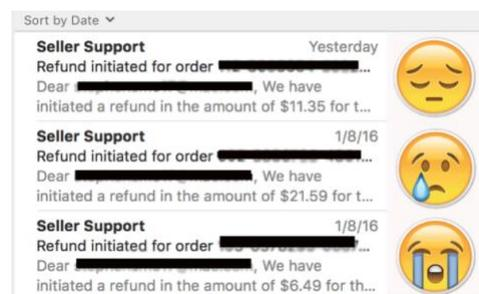 Sort by Date
Seller Support Yesterday
Refund initiated for order ...
Dear , We have
initiated a refund in the amount of $11.35 for t...
Seller Support 1/8/16
Refund initiated for order ...
Dear , We have
initiated a refund in the amount of $21.59 for t...
Seller Support 1/8/16
Refund initiated for order ...
Dear , We have
initiated a refund in the amount of $6.49 for th...